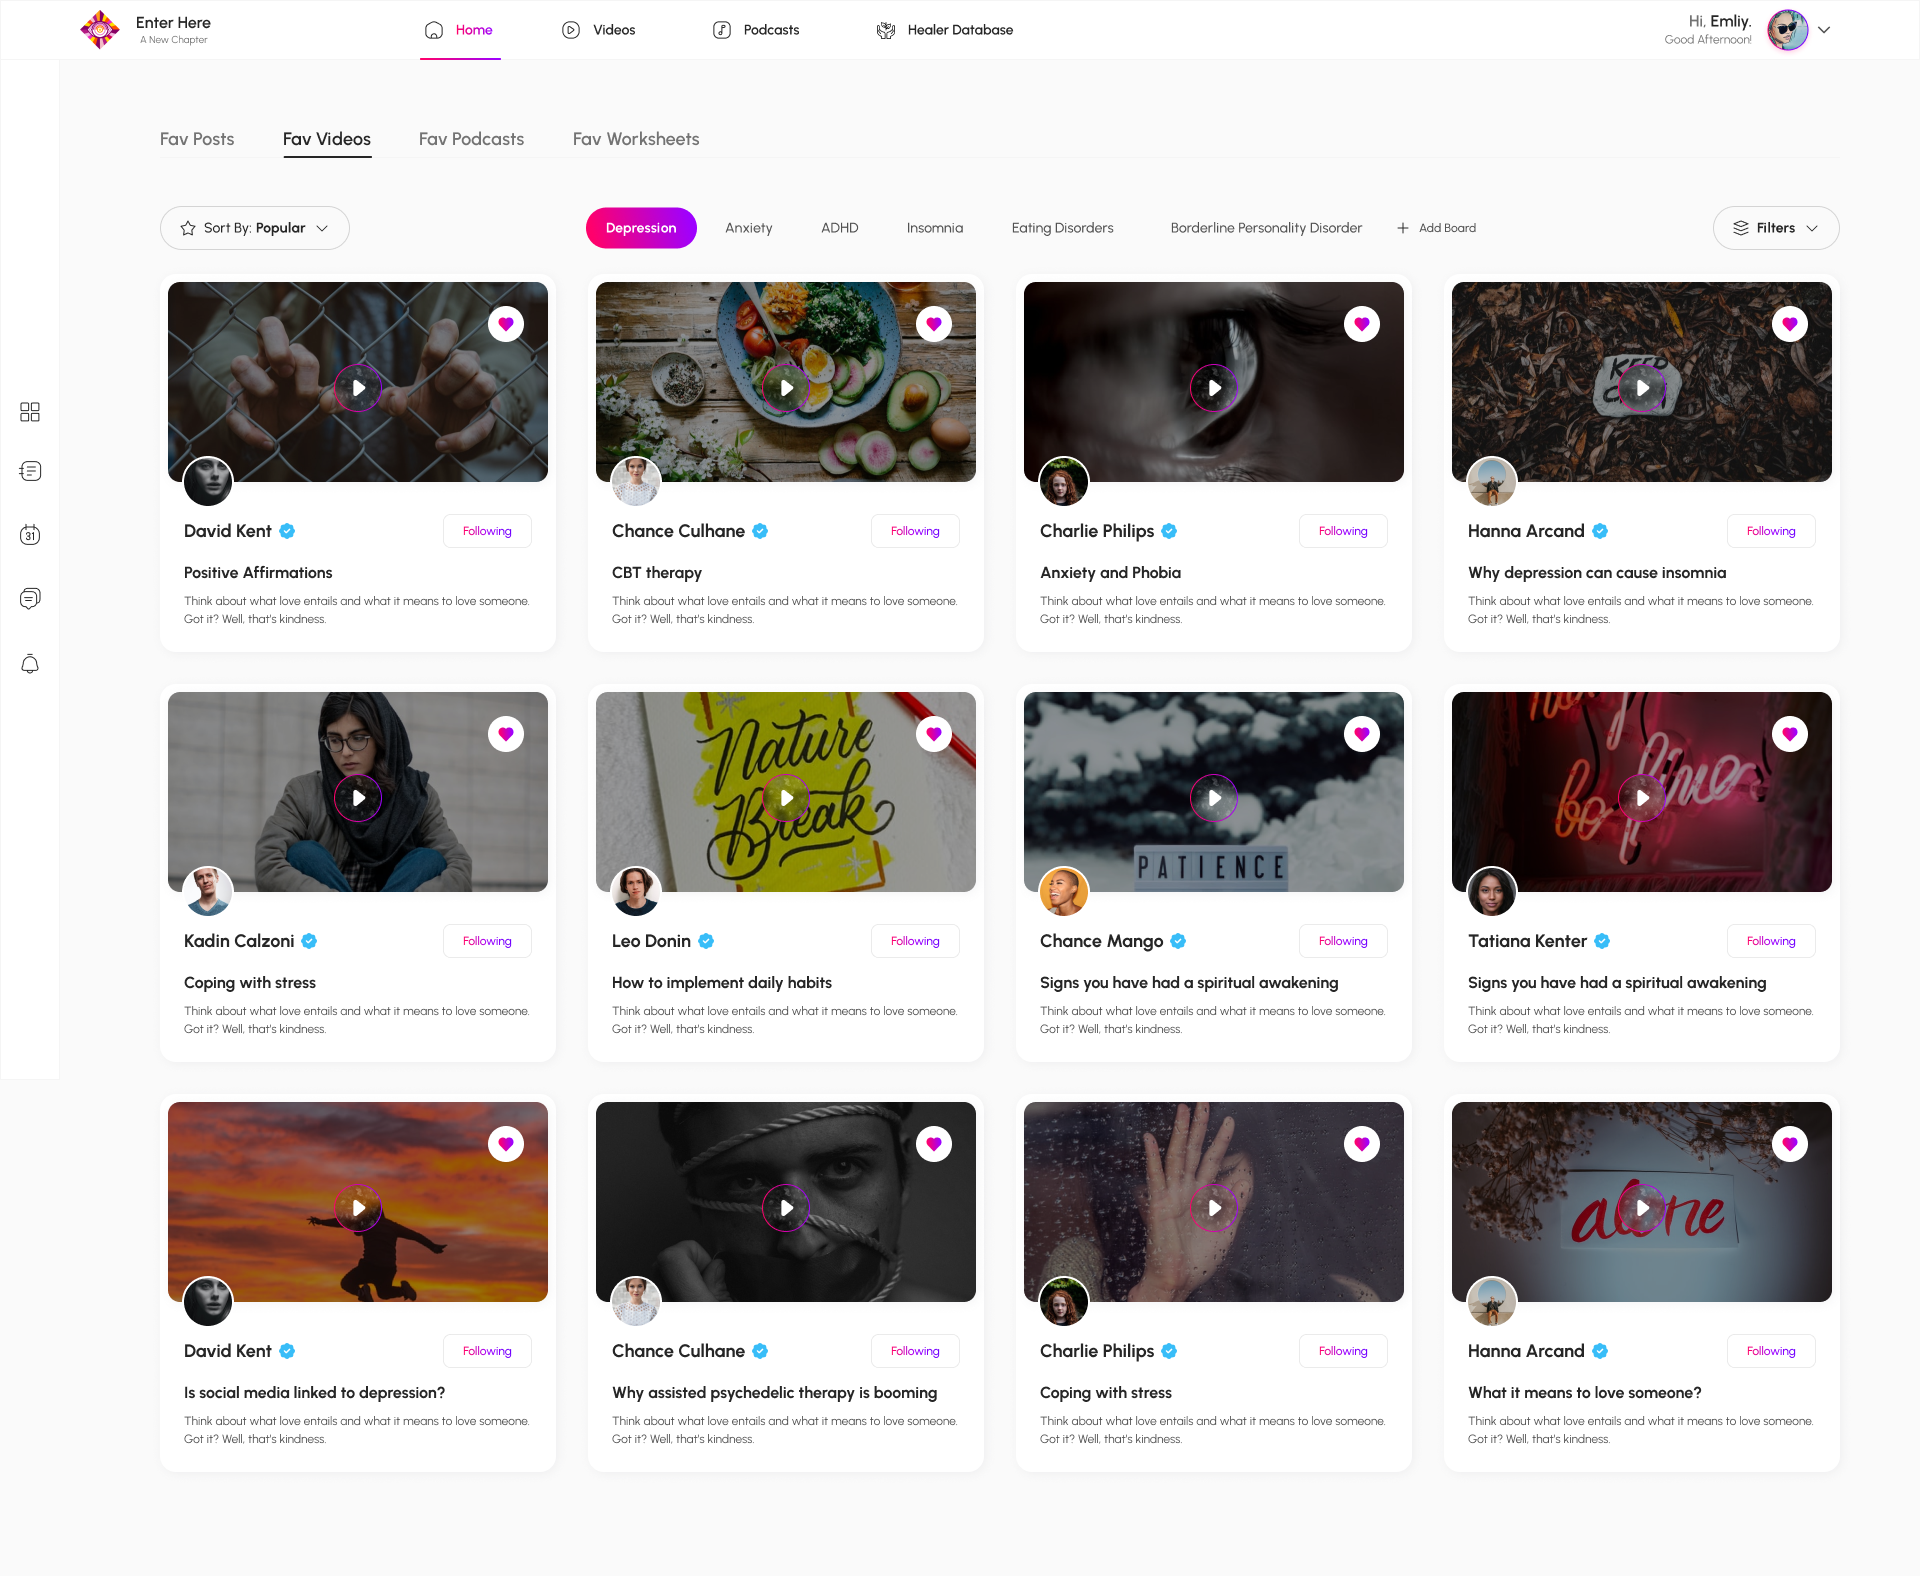 Enter Here
A New Chapter
Home
Videos
Podcasts
Healer Database
Hi, Emliy.
Good Afternoon!
Fav Posts
Fav Videos
Fav Podcasts
Fav Worksheets
Sort By: Popular
Depression
Anxiety
ADHD
Insomnia
Eating Disorders
Borderline Personality Disorder
Add Board
Filters
31
KEEP
David Kent
Following
Positive Affirmations
Think about what love entails and what it means to love someone.
Got it? Well, that's kindness.
Chance Culhane
Following
CBT therapy
Think about what love entails and what it means to love someone.
Got it? Well, that's kindness.
Charlie Philips
Following
Anxiety and Phobia
Think about what love entails and what it means to love someone.
Got it? Well, that's kindness.
Hanna Arcand
Following
Why depression can cause insomnia
Think about what love entails and what it means to love someone.
Got it? Well, that's kindness.
Nature
Break
PATIENCE
Kadin Calzoni
Following
Coping with stress
Think about what love entails and what it means to love someone.
Got it? Well, that's kindness.
Leo Donin
Following
How to implement daily habits
Think about what love entails and what it means to love someone.
Got it? Well, that's kindness.
Chance Mango
Following
Signs you have had a spiritual awakening
Think about what love entails and what it means to love someone.
Got it? Well, that's kindness.
Tatiana Kenter
Following
Signs you have had a spiritual awakening
Think about what love entails and what it means to love someone.
Got it? Well, that's kindness.
alone
David Kent
Following
Is social media linked to depression?
Think about what love entails and what it means to love someone.
Got it? Well, that's kindness.
Chance Culhane
Following
Why assisted psychedelic therapy is booming
Think about what love entails and what it means to love someone.
Got it? Well, that's kindness.
Charlie Philips
Following
Coping with stress
Think about what love entails and what it means to love someone.
Got it? Well, that's kindness.
Hanna Arcand
Following
What it means to love someone?
Think about what love entails and what it means to love someone.
Got it? Well, that's kindness.